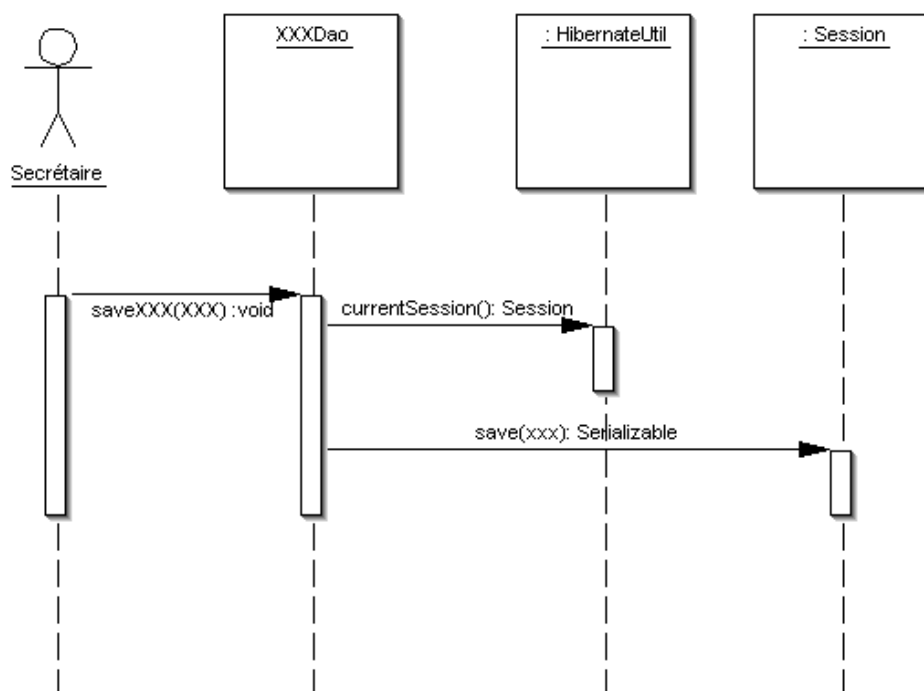 XXXDao
: HibernateUtil
: Session
Secrétaire
saveXXX(XXX) :void
currentSession(): Session
save(xxx): Serializable